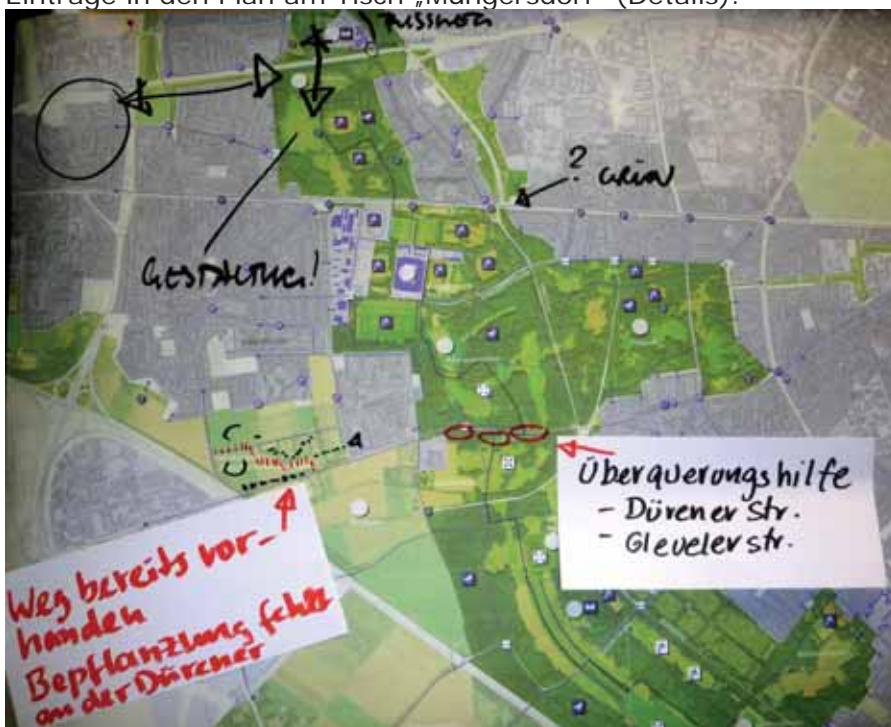 Einträge in den Plan am Tisch „Müngersdorf“ (Details):
? GRÜN
GESTALTUNG!
Überquerungshilfe
- Dürener Str.
- Gleueler str.
Weg bereits vor-
handen
Bepflanzung fehlt
an der Dürener